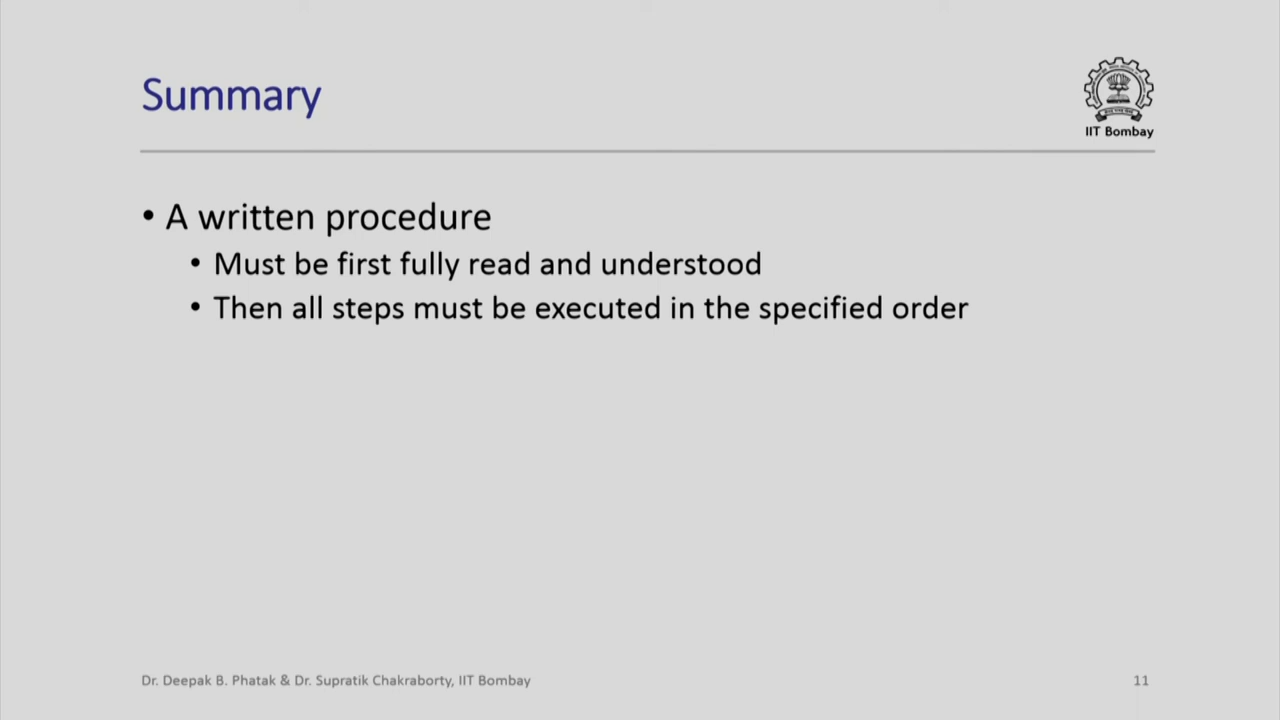 Summary
IIT Bombay
• A written procedure
• Must be first fully read and understood
• Then all steps must be executed in the specified order
Dr. Deepak B. Phatak & Dr. Supratik Chakraborty, IIT Bombay
11